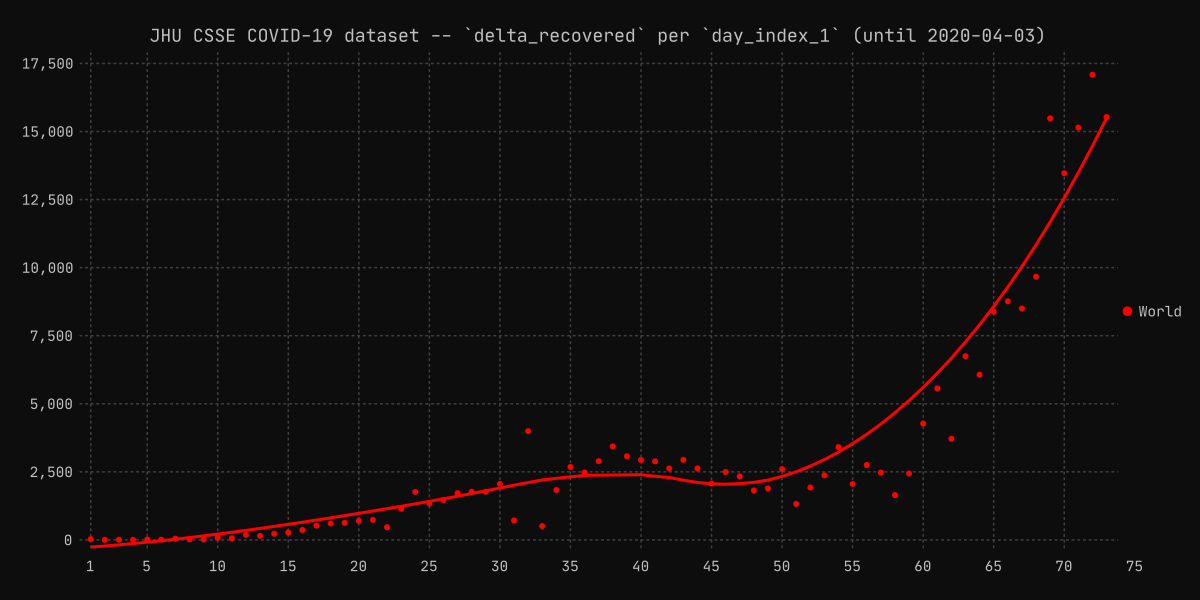 JHU CSSE COVID-19 dataset -- `delta_recovered` per `day_index_1` (until 2020-04-03)
17,500
15,000
12,500
10,000
7,500
5,000
2,500
0
World
1 5 10 15 20 25 30 35 40 45 50 55 60 65 70 75